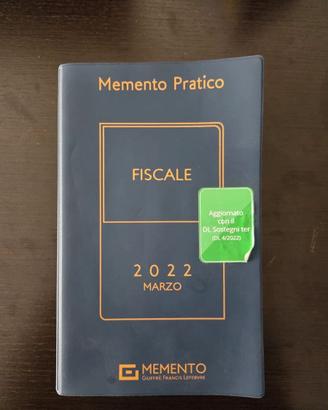 Memento Pratico
FISCALE
Aggiornato
con il
DL Sostegni ter
(DL 4/2022)
2022
MARZO
MEMENTO
Giuffrè Francis Lefebvre